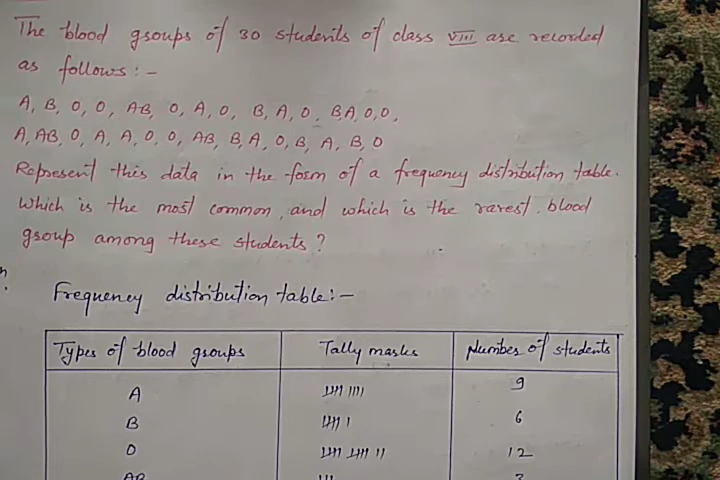 The blood groups of 30 students of class VIII are recorded
as follows:-
A, B, O, O, AB, O, A, O, B, A, O, B,A, O,O,
A, AB, O, A, A, O, O, AB, B, A, O, B, A, B, O
Represent this data in the form of a frequency distribution table.
Which is the most common, and which is the rarest. blood
group among these students?
Frequency distribution table:-
Types of blood groups Tally marks Number of students
A 9
B 6
O 12
AB 3